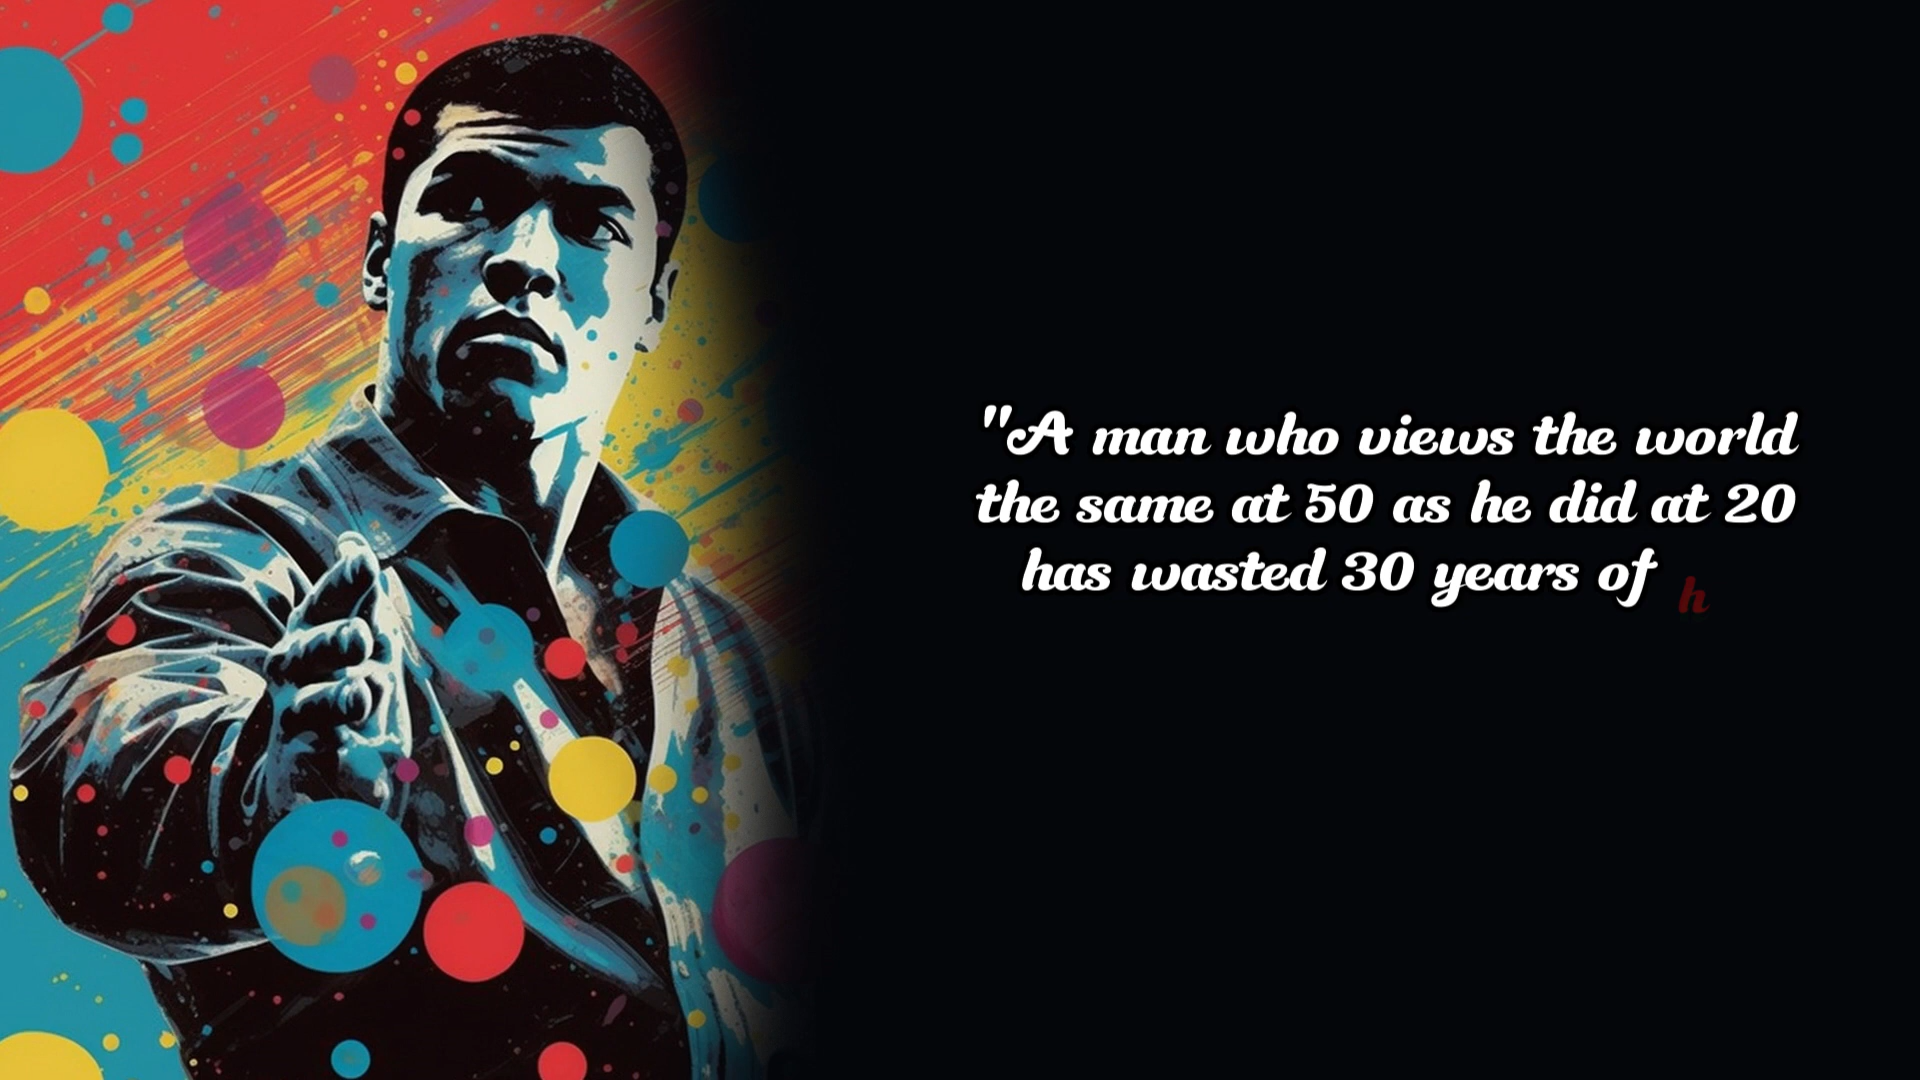 "A man who views the world
the same at 50 as he did at 20
has wasted 30 years of h